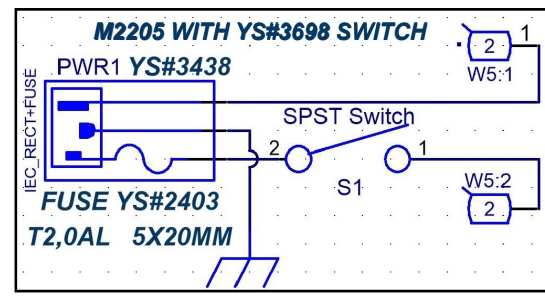 M2205 WITH YS#3698 SWITCH
1
2
W5:1
PWR1 YS#3438
IEC_RECT+FUSE
SPST Switch
2
1
S1
W5:2
2
FUSE YS#2403
T2,0AL 5X20MM